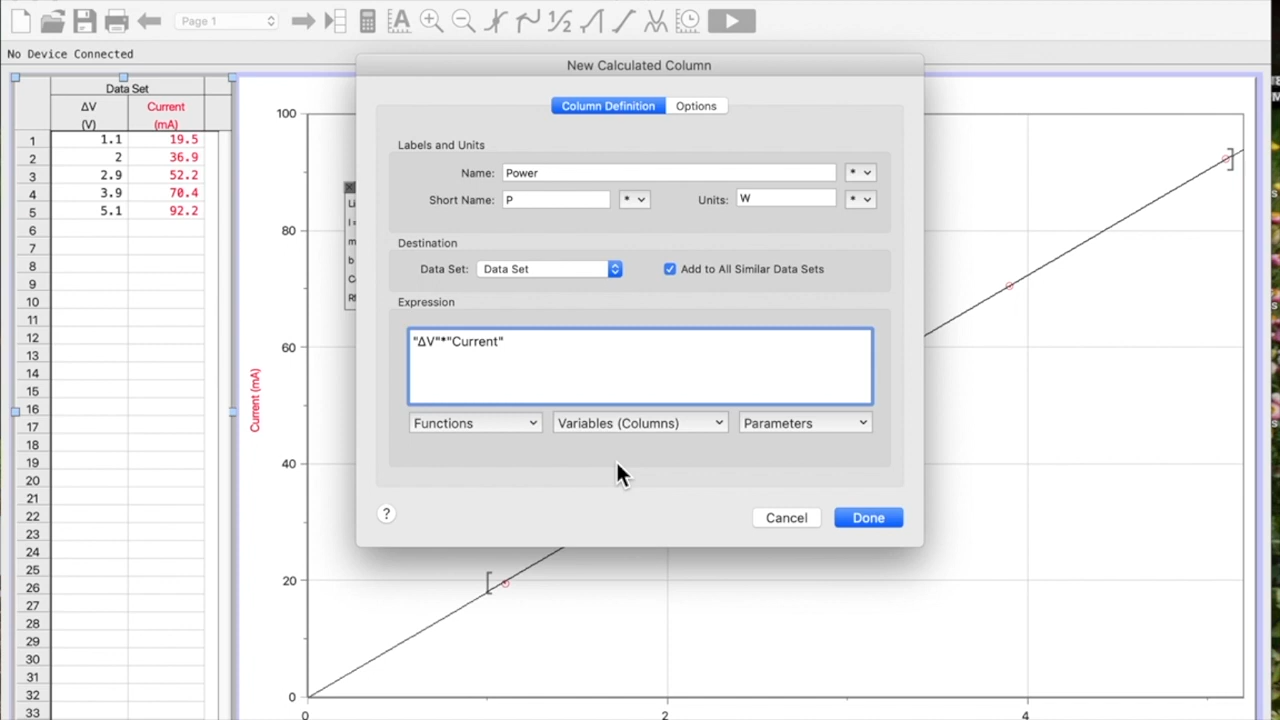 Page 1
No Device Connected
New Calculated Column
Column Definition
Options
Labels and Units
Name: Power
Short Name: P
Units: W
Destination
Data Set: Data Set
Add to All Similar Data Sets
Expression
"ΔV"*"Current"
Functions
Variables (Columns)
Parameters
?
Cancel
Done
Data Set
ΔV Current
(V) (mA)
1 1.1 19.5
2 2 36.9
3 2.9 52.2
4 3.9 70.4
5 5.1 92.2
6
7
8
9
10
11
12
13
14
15
16
17
18
19
20
21
22
23
24
25
26
27
28
29
30
31
32
33
100
80
60
40
20
0
Current (mA)
0 2 4